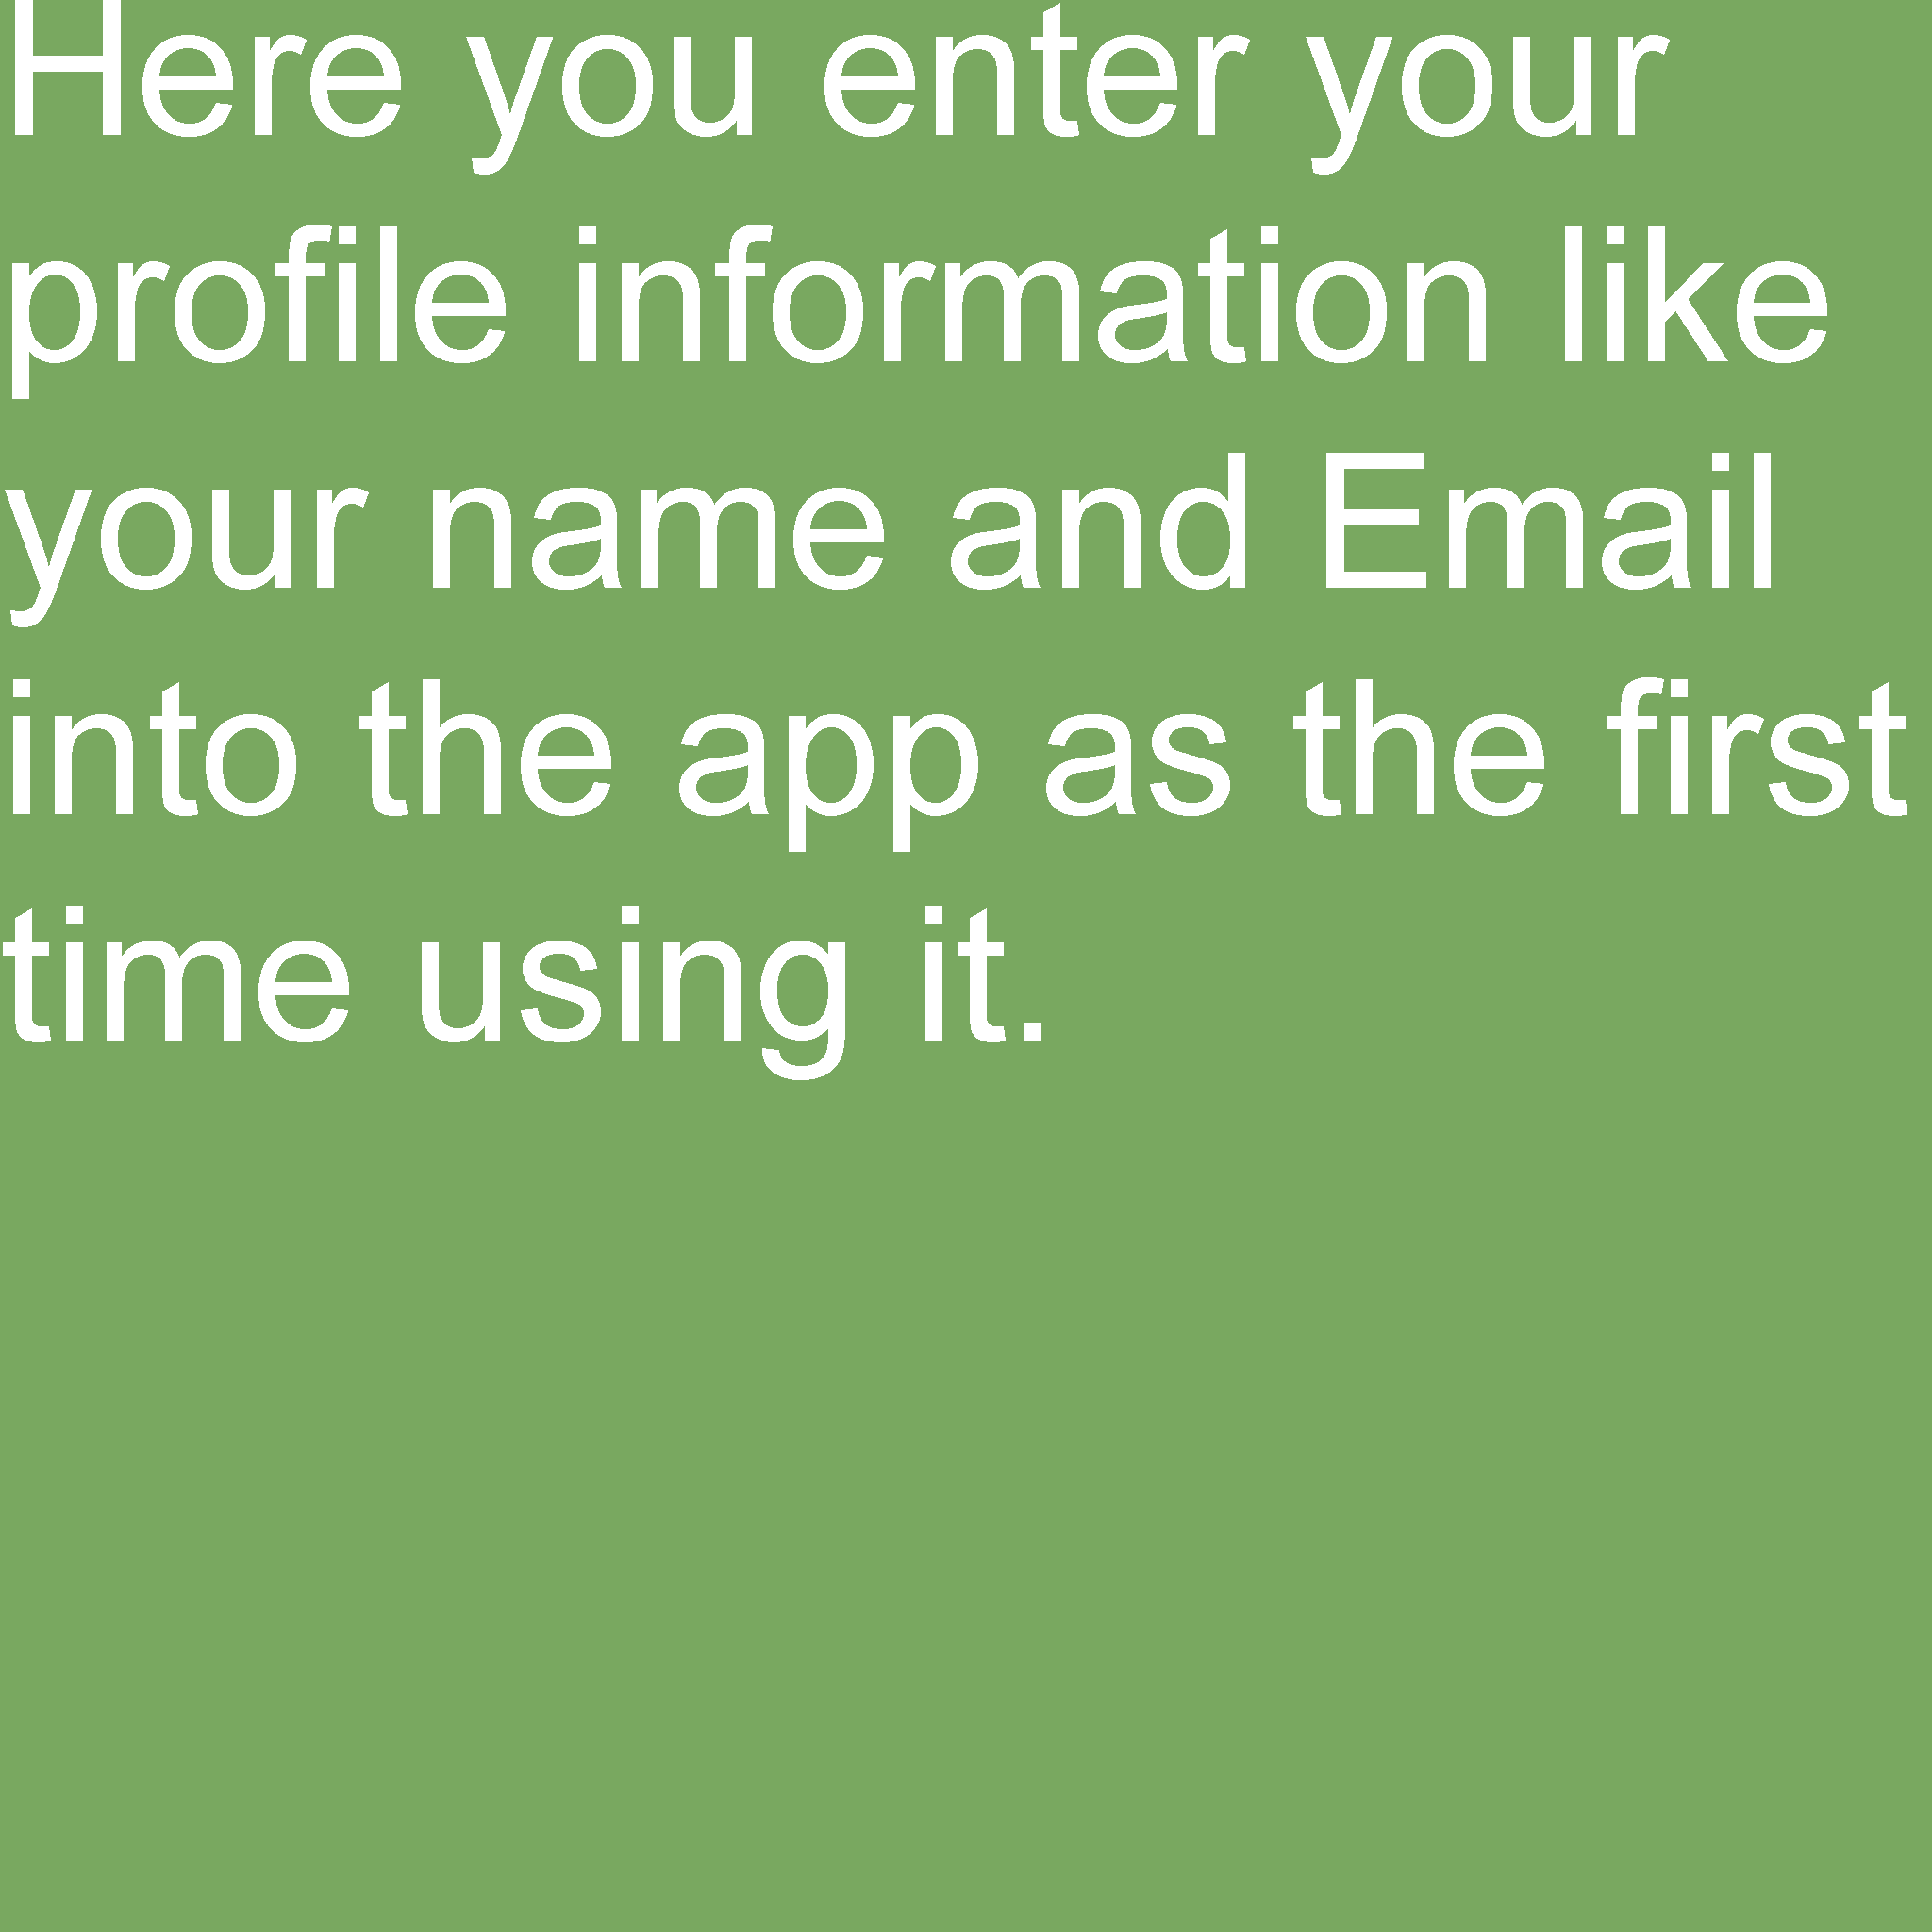 Here you enter your
profile information like
your name and Email
into the app as the first
time using it.